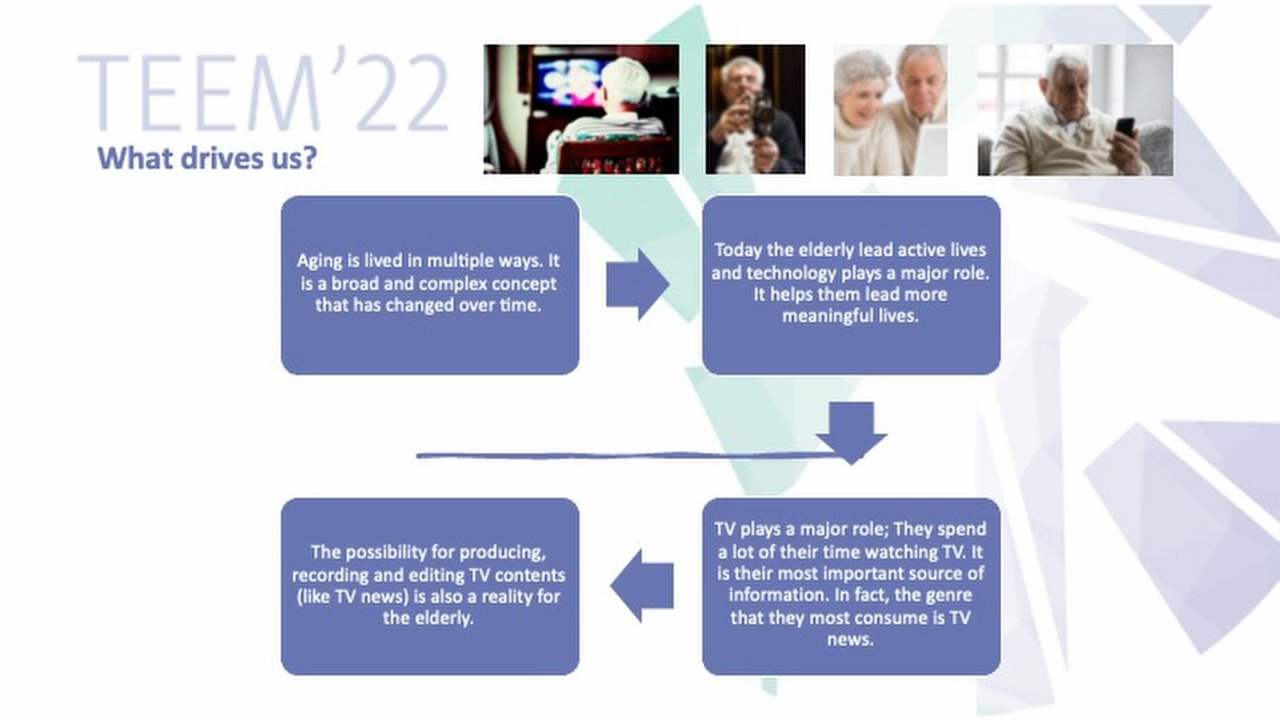 TEEM’22
What drives us?
Aging is lived in multiple ways. It
is a broad and complex concept
that has changed over time.
Today the elderly lead active lives
and technology plays a major role.
It helps them lead more
meaningful lives.
TV plays a major role; They spend
a lot of their time watching TV. It
is their most important source of
information. In fact, the genre
that they most consume is TV
news.
The possibility for producing,
recording and editing TV contents
(like TV news) is also a reality for
the elderly.